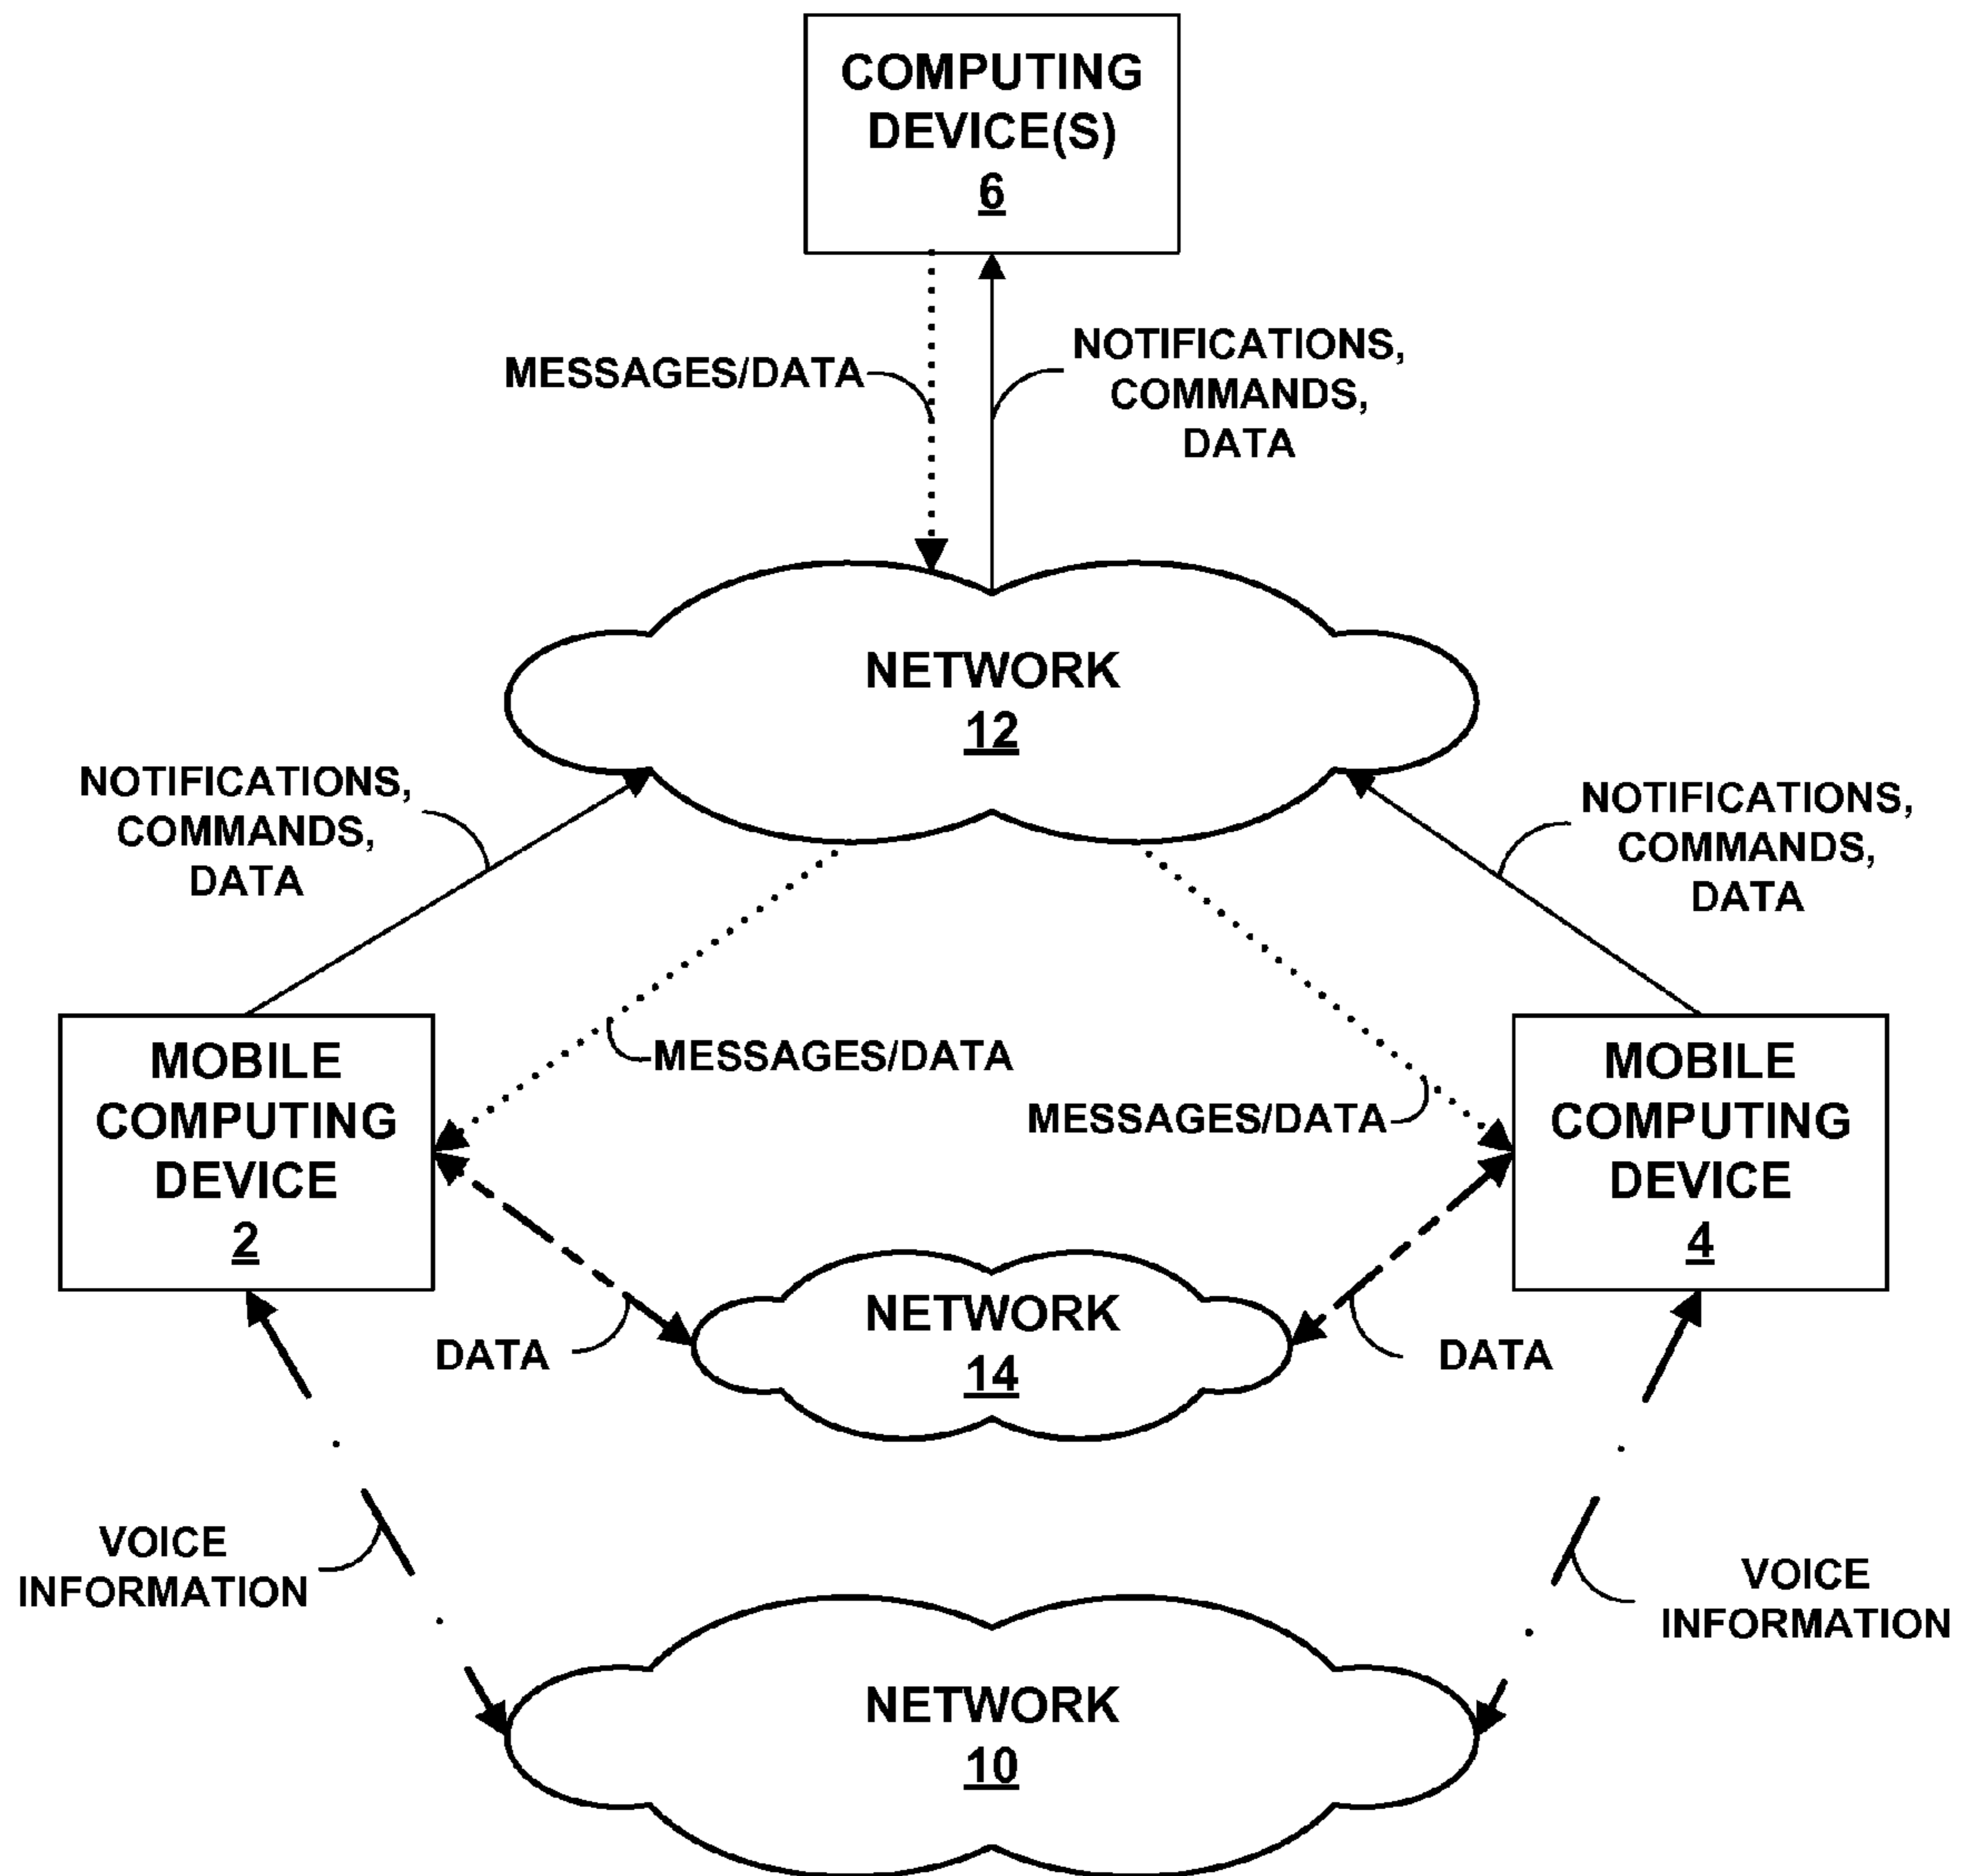 COMPUTING
DEVICE(S)
6
MESSAGES/DATA
NOTIFICATIONS,
COMMANDS,
DATA
NETWORK
12
NOTIFICATIONS,
COMMANDS,
DATA
NOTIFICATIONS,
COMMANDS,
DATA
MOBILE
COMPUTING
DEVICE
2
MESSAGES/DATA
MESSAGES/DATA
MOBILE
COMPUTING
DEVICE
4
DATA
NETWORK
14
DATA
VOICE
INFORMATION
VOICE
INFORMATION
NETWORK
10